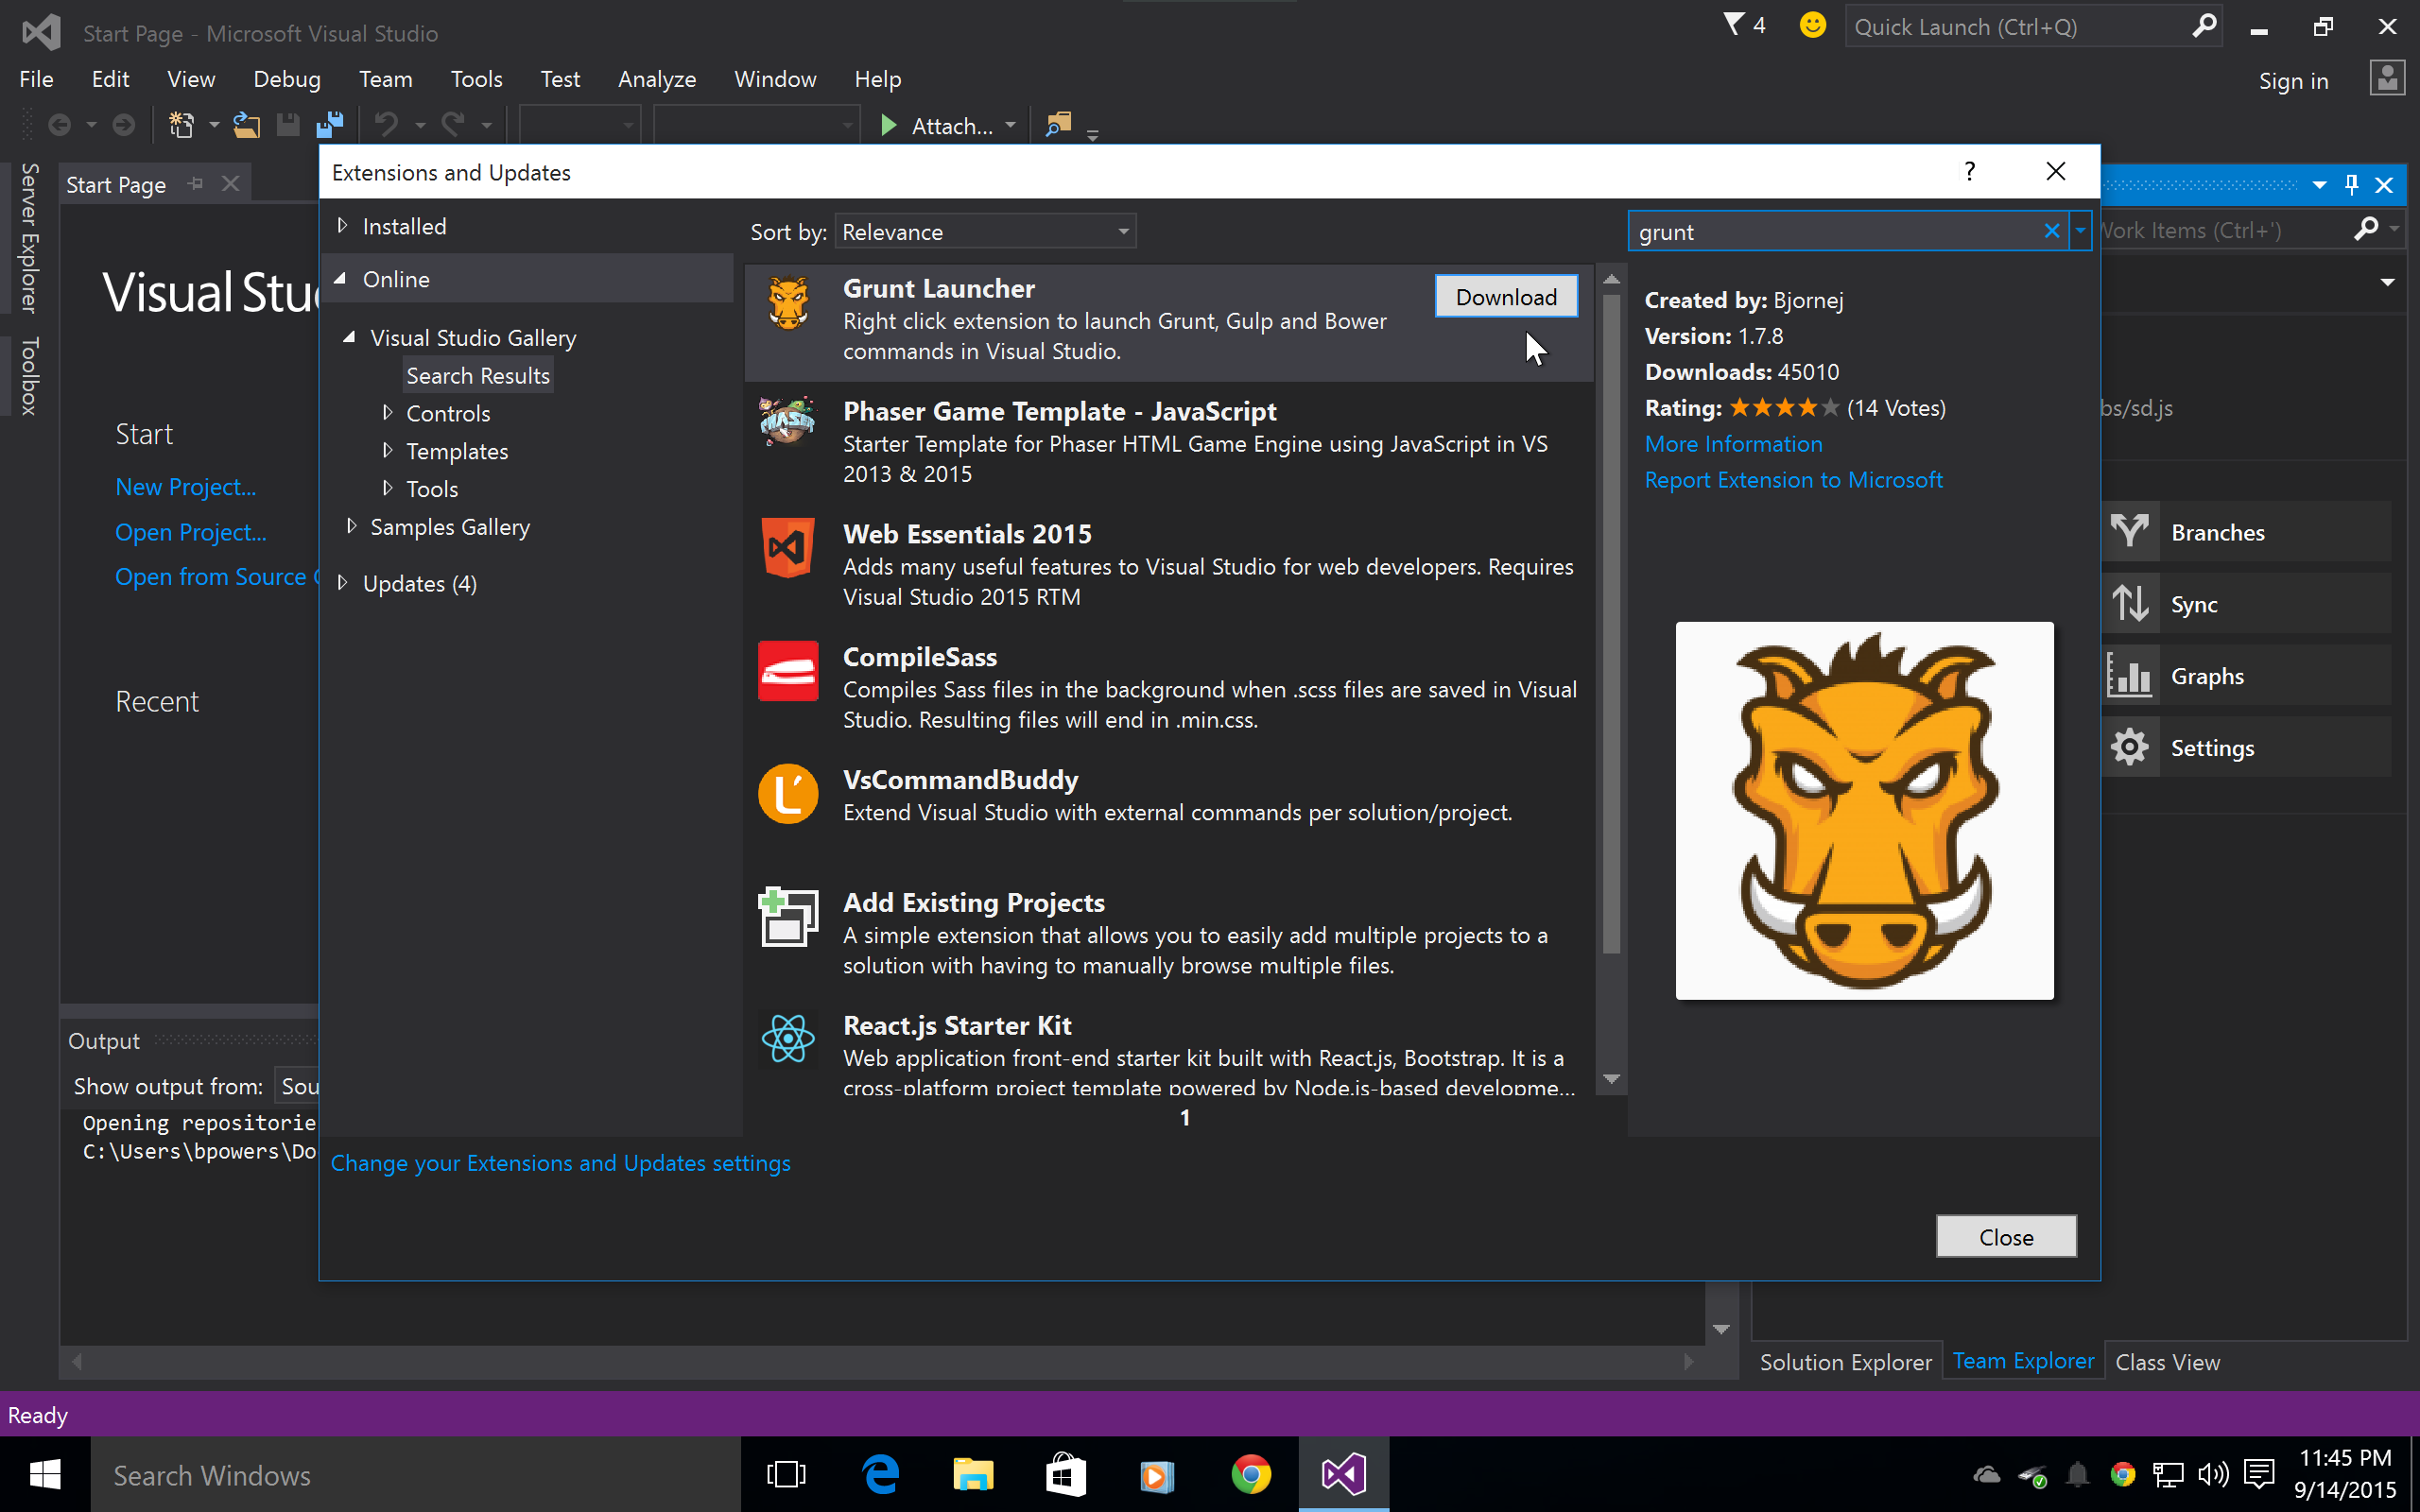 Start Page - Microsoft Visual Studio
4
Quick Launch (Ctrl+Q)
File Edit View Debug Team Tools Test Analyze Window Help
Sign in
Attach...
Server Explorer
Toolbox
Start Page
Visual Stu
Start
New Project...
Open Project...
Open from Source
Recent
Output
Show output from: Sou
Opening repositorie
C:\Users\bpowers\Do
Extensions and Updates
?
Installed
Online
Visual Studio Gallery
Search Results
Controls
Templates
Tools
Samples Gallery
Updates (4)
Sort by: Relevance
grunt
Grunt Launcher
Download
Right click extension to launch Grunt, Gulp and Bower
commands in Visual Studio.
Phaser Game Template - JavaScript
Starter Template for Phaser HTML Game Engine using JavaScript in VS
2013 & 2015
Web Essentials 2015
Adds many useful features to Visual Studio for web developers. Requires
Visual Studio 2015 RTM
CompileSass
Compiles Sass files in the background when .scss files are saved in Visual
Studio. Resulting files will end in .min.css.
VsCommandBuddy
Extend Visual Studio with external commands per solution/project.
Add Existing Projects
A simple extension that allows you to easily add multiple projects to a
solution with having to manually browse multiple files.
React.js Starter Kit
Web application front-end starter kit built with React.js, Bootstrap. It is a
cross-platform project template powered by Node.js-based developme...
1
Created by: Bjornej
Version: 1.7.8
Downloads: 45010
Rating: (14 Votes)
More Information
Report Extension to Microsoft
Change your Extensions and Updates settings
Close
Work Items (Ctrl+')
bs/sd.js
Branches
Sync
Graphs
Settings
Solution Explorer Team Explorer Class View
Ready
Search Windows
11:45 PM
9/14/2015